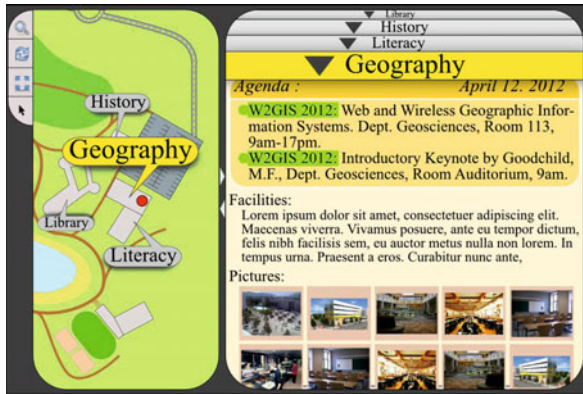 History
Geography
Library
Literacy
Library
History
Literacy
Geography
Agenda : April 12. 2012
W2GIS 2012: Web and Wireless Geographic Infor-
mation Systems. Dept. Geosciences, Room 113,
9am-17pm.
W2GIS 2012: Introductory Keynote by Goodchild,
M.F., Dept. Geosciences, Room Auditorium, 9am.
Facilities:
Lorem ipsum dolor sit amet, consectetuer adipiscing elit.
Maecenas viverra. Vivamus posuere, ante eu tempor dictum,
felis nibh facilisis sem, eu auctor metus nulla non lorem. In
tempus urna. Praesent a eros. Curabitur nunc ante,
Pictures: